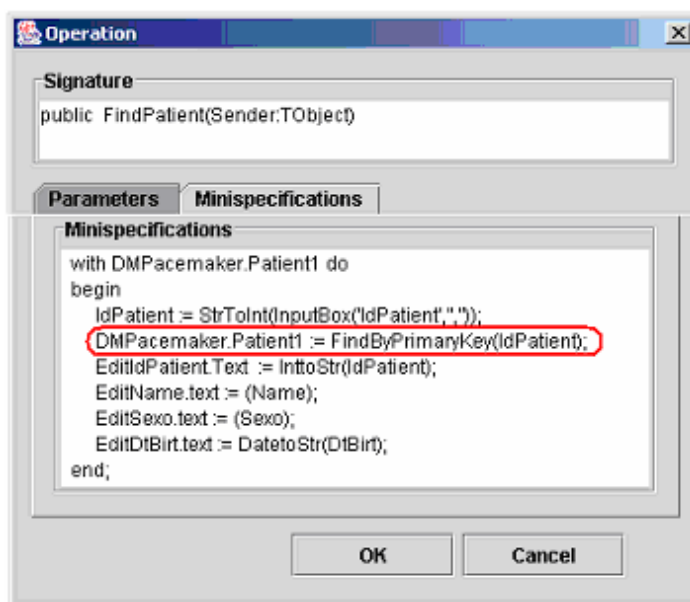 Operation
Signature
public FindPatient(Sender:TObject)
Parameters Minispecifications
Minispecifications
with DMPacemaker.Patient1 do
begin
IdPatient := StrToInt(InputBox('IdPatient','',''));
DMPacemaker.Patient1 := FindByPrimaryKey(IdPatient);
EditIdPatient.Text := InttoStr(IdPatient);
EditName.text := (Name);
EditSexo.text := (Sexo);
EditDtBirt.text := DatetoStr(DtBirt);
end;
OK Cancel